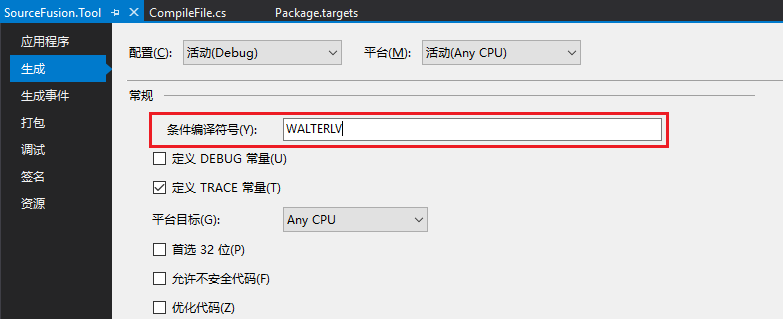 SourceFusion.Tool CompileFile.cs Package.targets
应用程序
生成
生成事件
打包
调试
签名
资源
配置(C): 活动(Debug) 平台(M): 活动(Any CPU)
常规
条件编译符号(Y): WALTERLV
定义 DEBUG 常量(U)
定义 TRACE 常量(T)
平台目标(G): Any CPU
首选 32 位(P)
允许不安全代码(F)
优化代码(Z)